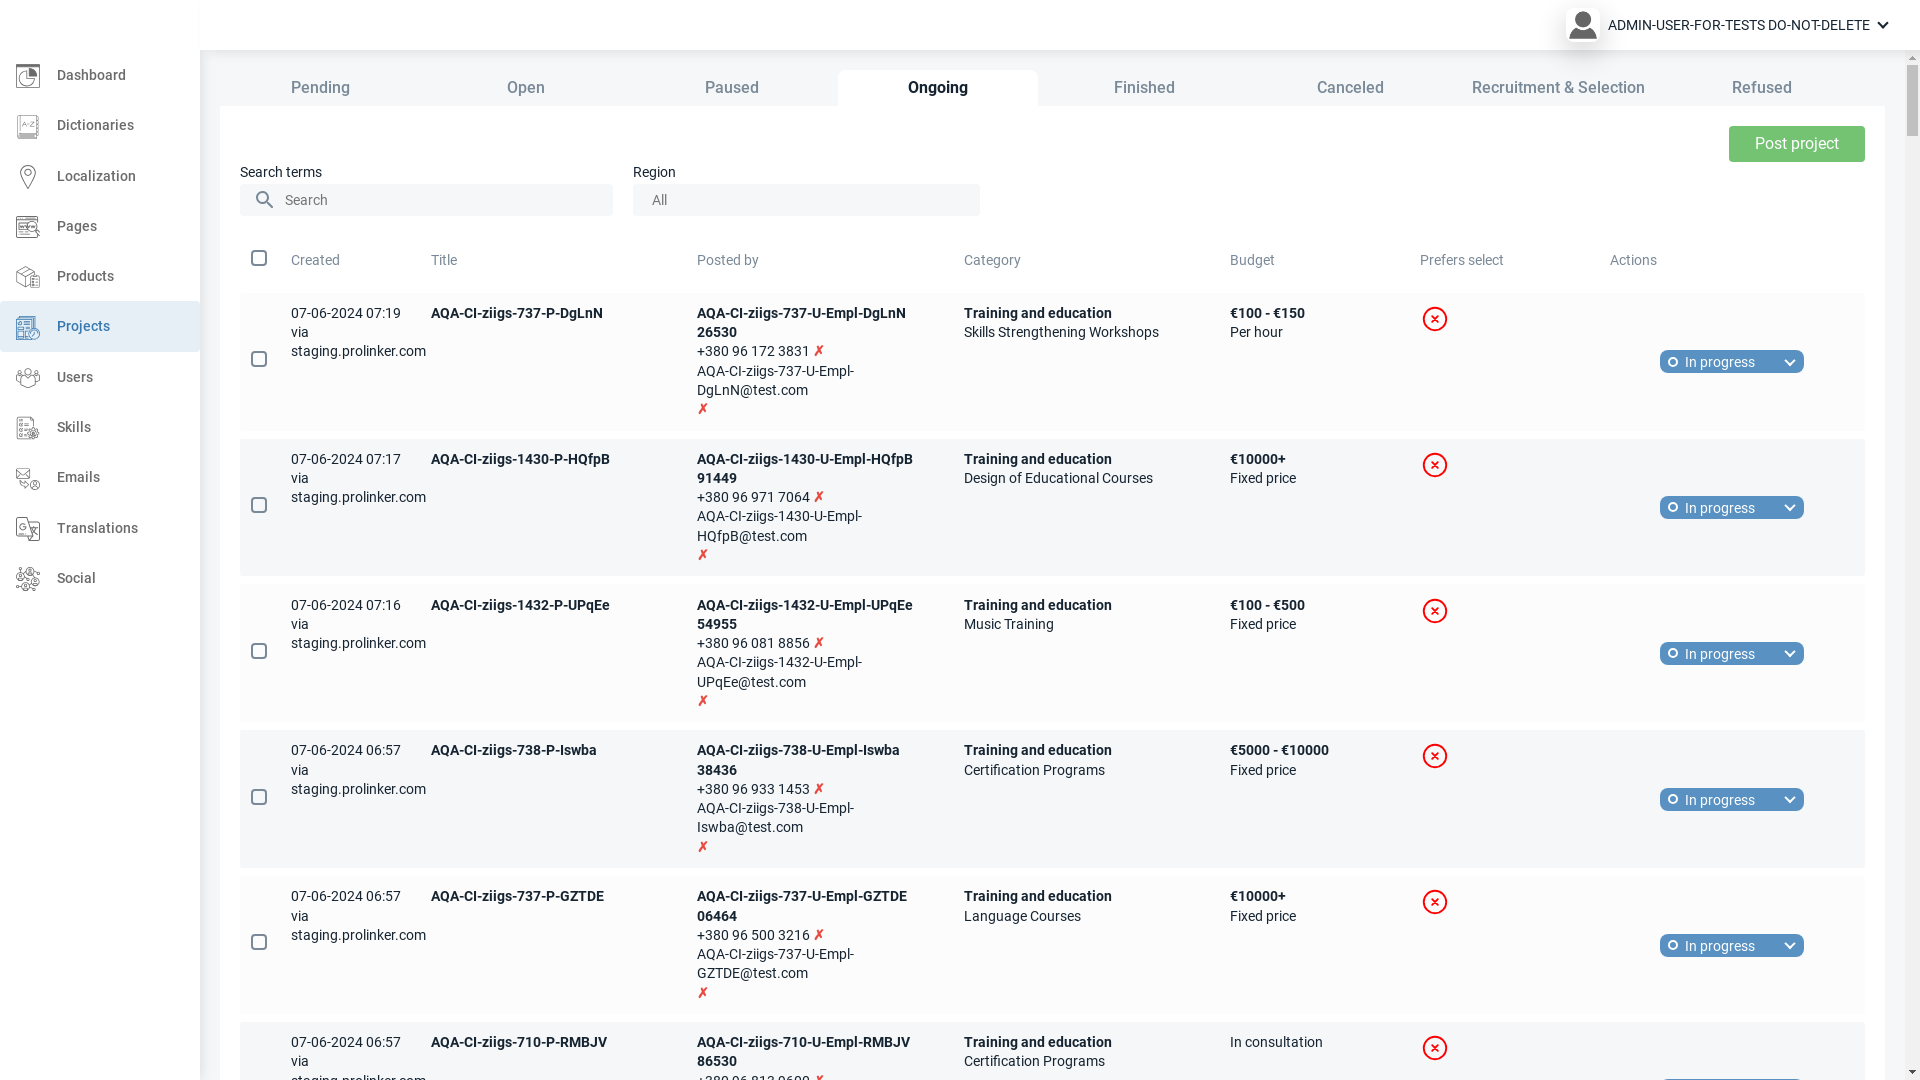 ADMIN-USER-FOR-TESTS DO-NOT-DELETE
Dashboard
Dictionaries
Localization
Pages
Products
Projects
Users
Skills
Emails
Translations
Social
Pending
Open
Paused
Ongoing
Finished
Canceled
Recruitment & Selection
Refused
Post project
Search terms
Search
Region
All
Created
Title
Posted by
Category
Budget
Prefers select
Actions
07-06-2024 07:19
via
staging.prolinker.com
AQA-CI-ziigs-737-P-DgLnN
AQA-CI-ziigs-737-U-Empl-DgLnN
26530
+380 96 172 3831 ✗
AQA-CI-ziigs-737-U-Empl-
DgLnN@test.com
✗
Training and education
Skills Strengthening Workshops
€100 - €150
Per hour
In progress
07-06-2024 07:17
via
staging.prolinker.com
AQA-CI-ziigs-1430-P-HQfpB
AQA-CI-ziigs-1430-U-Empl-HQfpB
91449
+380 96 971 7064 ✗
AQA-CI-ziigs-1430-U-Empl-
HQfpB@test.com
✗
Training and education
Design of Educational Courses
€10000+
Fixed price
In progress
07-06-2024 07:16
via
staging.prolinker.com
AQA-CI-ziigs-1432-P-UPqEe
AQA-CI-ziigs-1432-U-Empl-UPqEe
54955
+380 96 081 8856 ✗
AQA-CI-ziigs-1432-U-Empl-
UPqEe@test.com
✗
Training and education
Music Training
€100 - €500
Fixed price
In progress
07-06-2024 06:57
via
staging.prolinker.com
AQA-CI-ziigs-738-P-Iswba
AQA-CI-ziigs-738-U-Empl-Iswba
38436
+380 96 933 1453 ✗
AQA-CI-ziigs-738-U-Empl-
Iswba@test.com
✗
Training and education
Certification Programs
€5000 - €10000
Fixed price
In progress
07-06-2024 06:57
via
staging.prolinker.com
AQA-CI-ziigs-737-P-GZTDE
AQA-CI-ziigs-737-U-Empl-GZTDE
06464
+380 96 500 3216 ✗
AQA-CI-ziigs-737-U-Empl-
GZTDE@test.com
✗
Training and education
Language Courses
€10000+
Fixed price
In progress
07-06-2024 06:57
via
staging.prolinker.com
AQA-CI-ziigs-710-P-RMBJV
AQA-CI-ziigs-710-U-Empl-RMBJV
86530
Training and education
Certification Programs
In consultation